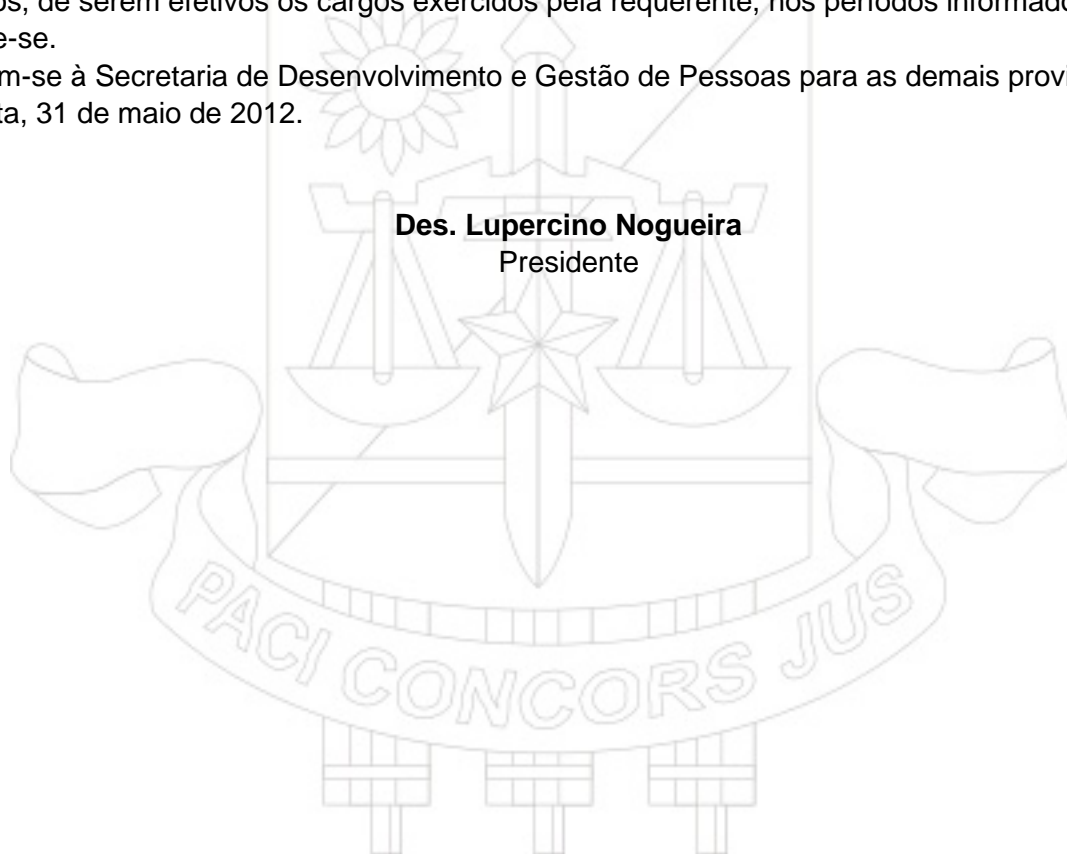 os, de serem efetivos os cargos exercidos pela requerente, nos períodos informado
e-se.
m-se à Secretaria de Desenvolvimento e Gestão de Pessoas para as demais provi
ta, 31 de maio de 2012.
Des. Lupercino Nogueira
Presidente
PACI CONCORS JUS